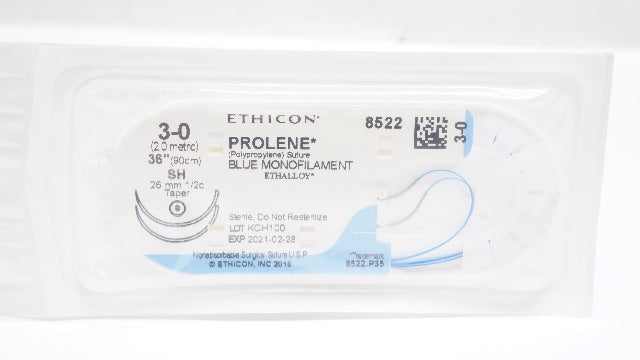 ETHICON*
8522
3-0
3-0
(2.0 metric)
36" (90cm)
SH
26 mm 1/2c
Taper
PROLENE*
(Polypropylene) Suture
BLUE MONOFILAMENT
ETHALLOY*
Sterile, Do Not Resterilize
LOT KCH100
EXP 2021-02-28
Nonabsorbable Surgical Suture U.S.P.
© ETHICON, INC 2016
*Trademark
8522.P35